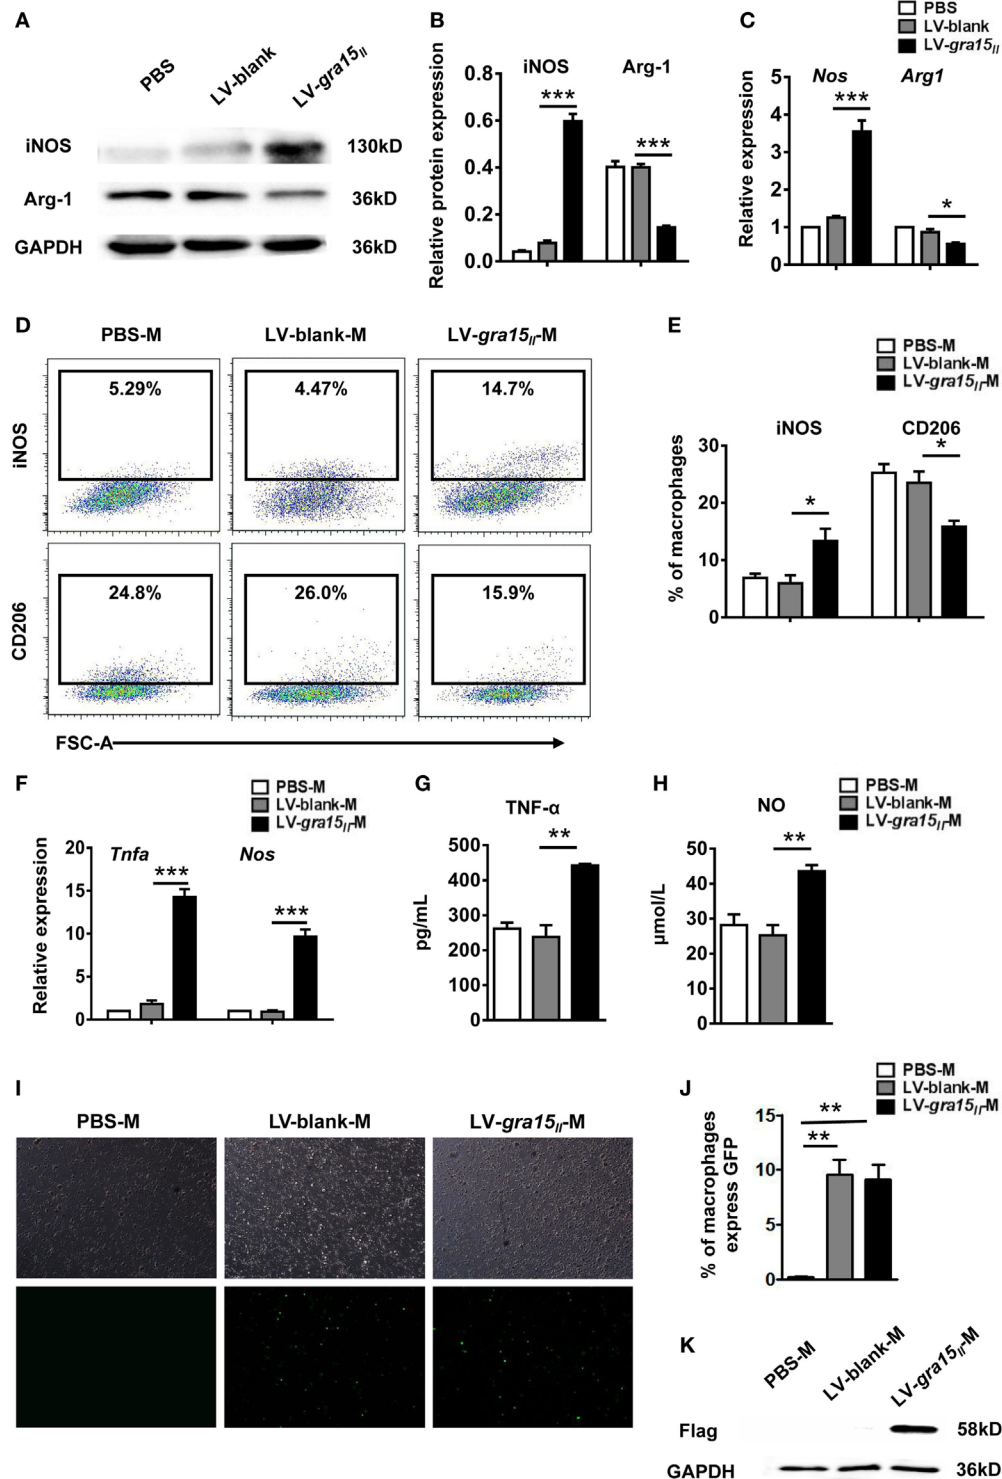 A
PBS
LV-blank
LV-gra15II
iNOS
130kD
Arg-1
36kD
GAPDH
36kD
B
iNOS
Arg-1
Relative protein expression
0.8
0.6
0.4
0.2
0.0
***
***
C
PBS
LV-blank
LV-gra15II
Nos
Arg1
Relative expression
5
4
3
2
1
0
***
*
D
PBS-M
LV-blank-M
LV-gra15II-M
iNOS
5.29%
4.47%
14.7%
CD206
24.8%
26.0%
15.9%
FSC-A
E
PBS-M
LV-blank-M
LV-gra15II-M
iNOS
CD206
% of macrophages
30
20
10
0
*
*
F
PBS-M
LV-blank-M
LV-gra15II-M
Tnfa
Nos
Relative expression
20
15
10
5
0
***
***
G
TNF-α
pg/mL
500
400
300
200
100
0
**
H
PBS-M
LV-blank-M
LV-gra15II-M
NO
μmol/L
50
40
30
20
10
0
**
I
PBS-M
LV-blank-M
LV-gra15II-M
J
PBS-M
LV-blank-M
LV-gra15II-M
% of macrophages
express GFP
15
10
5
0
**
**
K
PBS-M
LV-blank-M
LV-gra15II-M
Flag
58kD
GAPDH
36kD